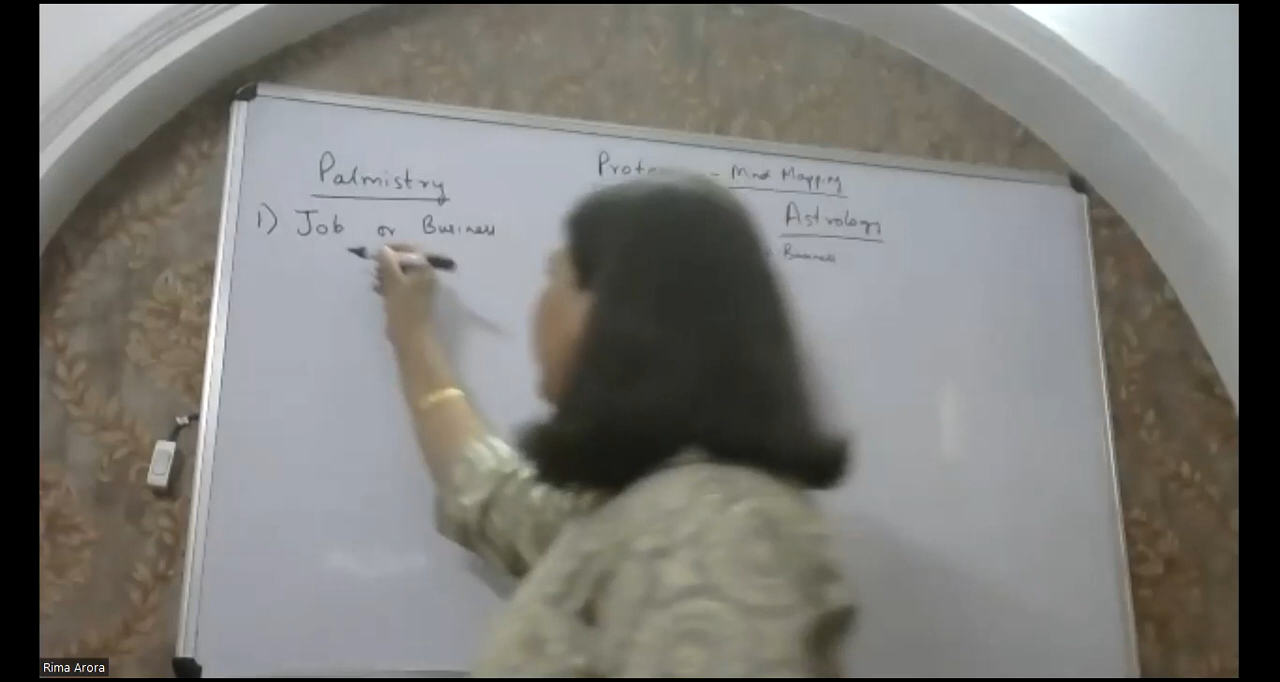 Palmistry
1) Job or Business
- Mind Mapping
Astrology
Business
Rima Arora